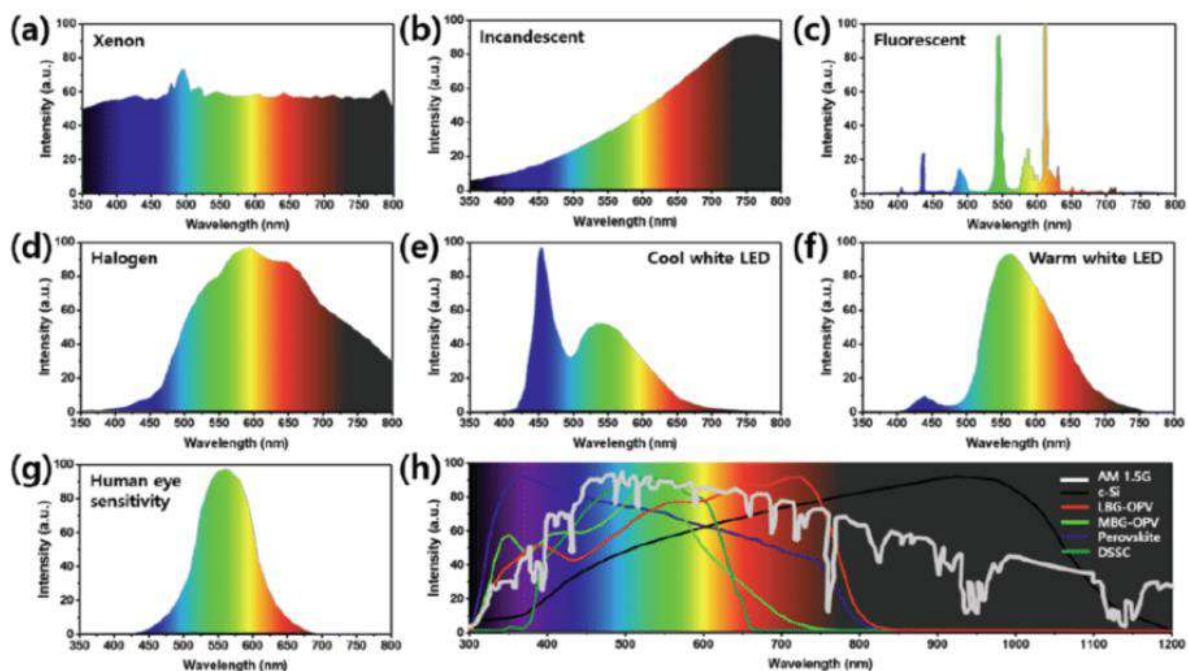 (a)
Xenon
100
80
60
40
20
0
Intensity (a.u.)
350 400 450 500 550 600 650 700 750 800
Wavelength (nm)
(b)
Incandescent
100
80
60
40
20
0
Intensity (a.u.)
350 400 450 500 550 600 650 700 750 800
Wavelength (nm)
(c)
Fluorescent
100
80
60
40
20
0
Intensity (a.u.)
350 400 450 500 550 600 650 700 750 800
Wavelength (nm)
(d)
Halogen
100
80
60
40
20
0
Intensity (a.u.)
350 400 450 500 550 600 650 700 750 800
Wavelength (nm)
(e)
Cool white LED
100
80
60
40
20
0
Intensity (a.u.)
350 400 450 500 550 600 650 700 750 800
Wavelength (nm)
(f)
Warm white LED
100
80
60
40
20
0
Intensity (a.u.)
350 400 450 500 550 600 650 700 750 800
Wavelength (nm)
(g)
Human eye
sensitivity
100
80
60
40
20
0
Intensity (a.u.)
350 400 450 500 550 600 650 700 750 800
Wavelength (nm)
(h)
100
80
60
40
20
0
Intensity (a.u.)
AM 1.5G
c-Si
LBG-OPV
MBG-OPV
Perovskite
DSSC
300 400 500 600 700 800 900 1000 1100 1200
Wavelength (nm)